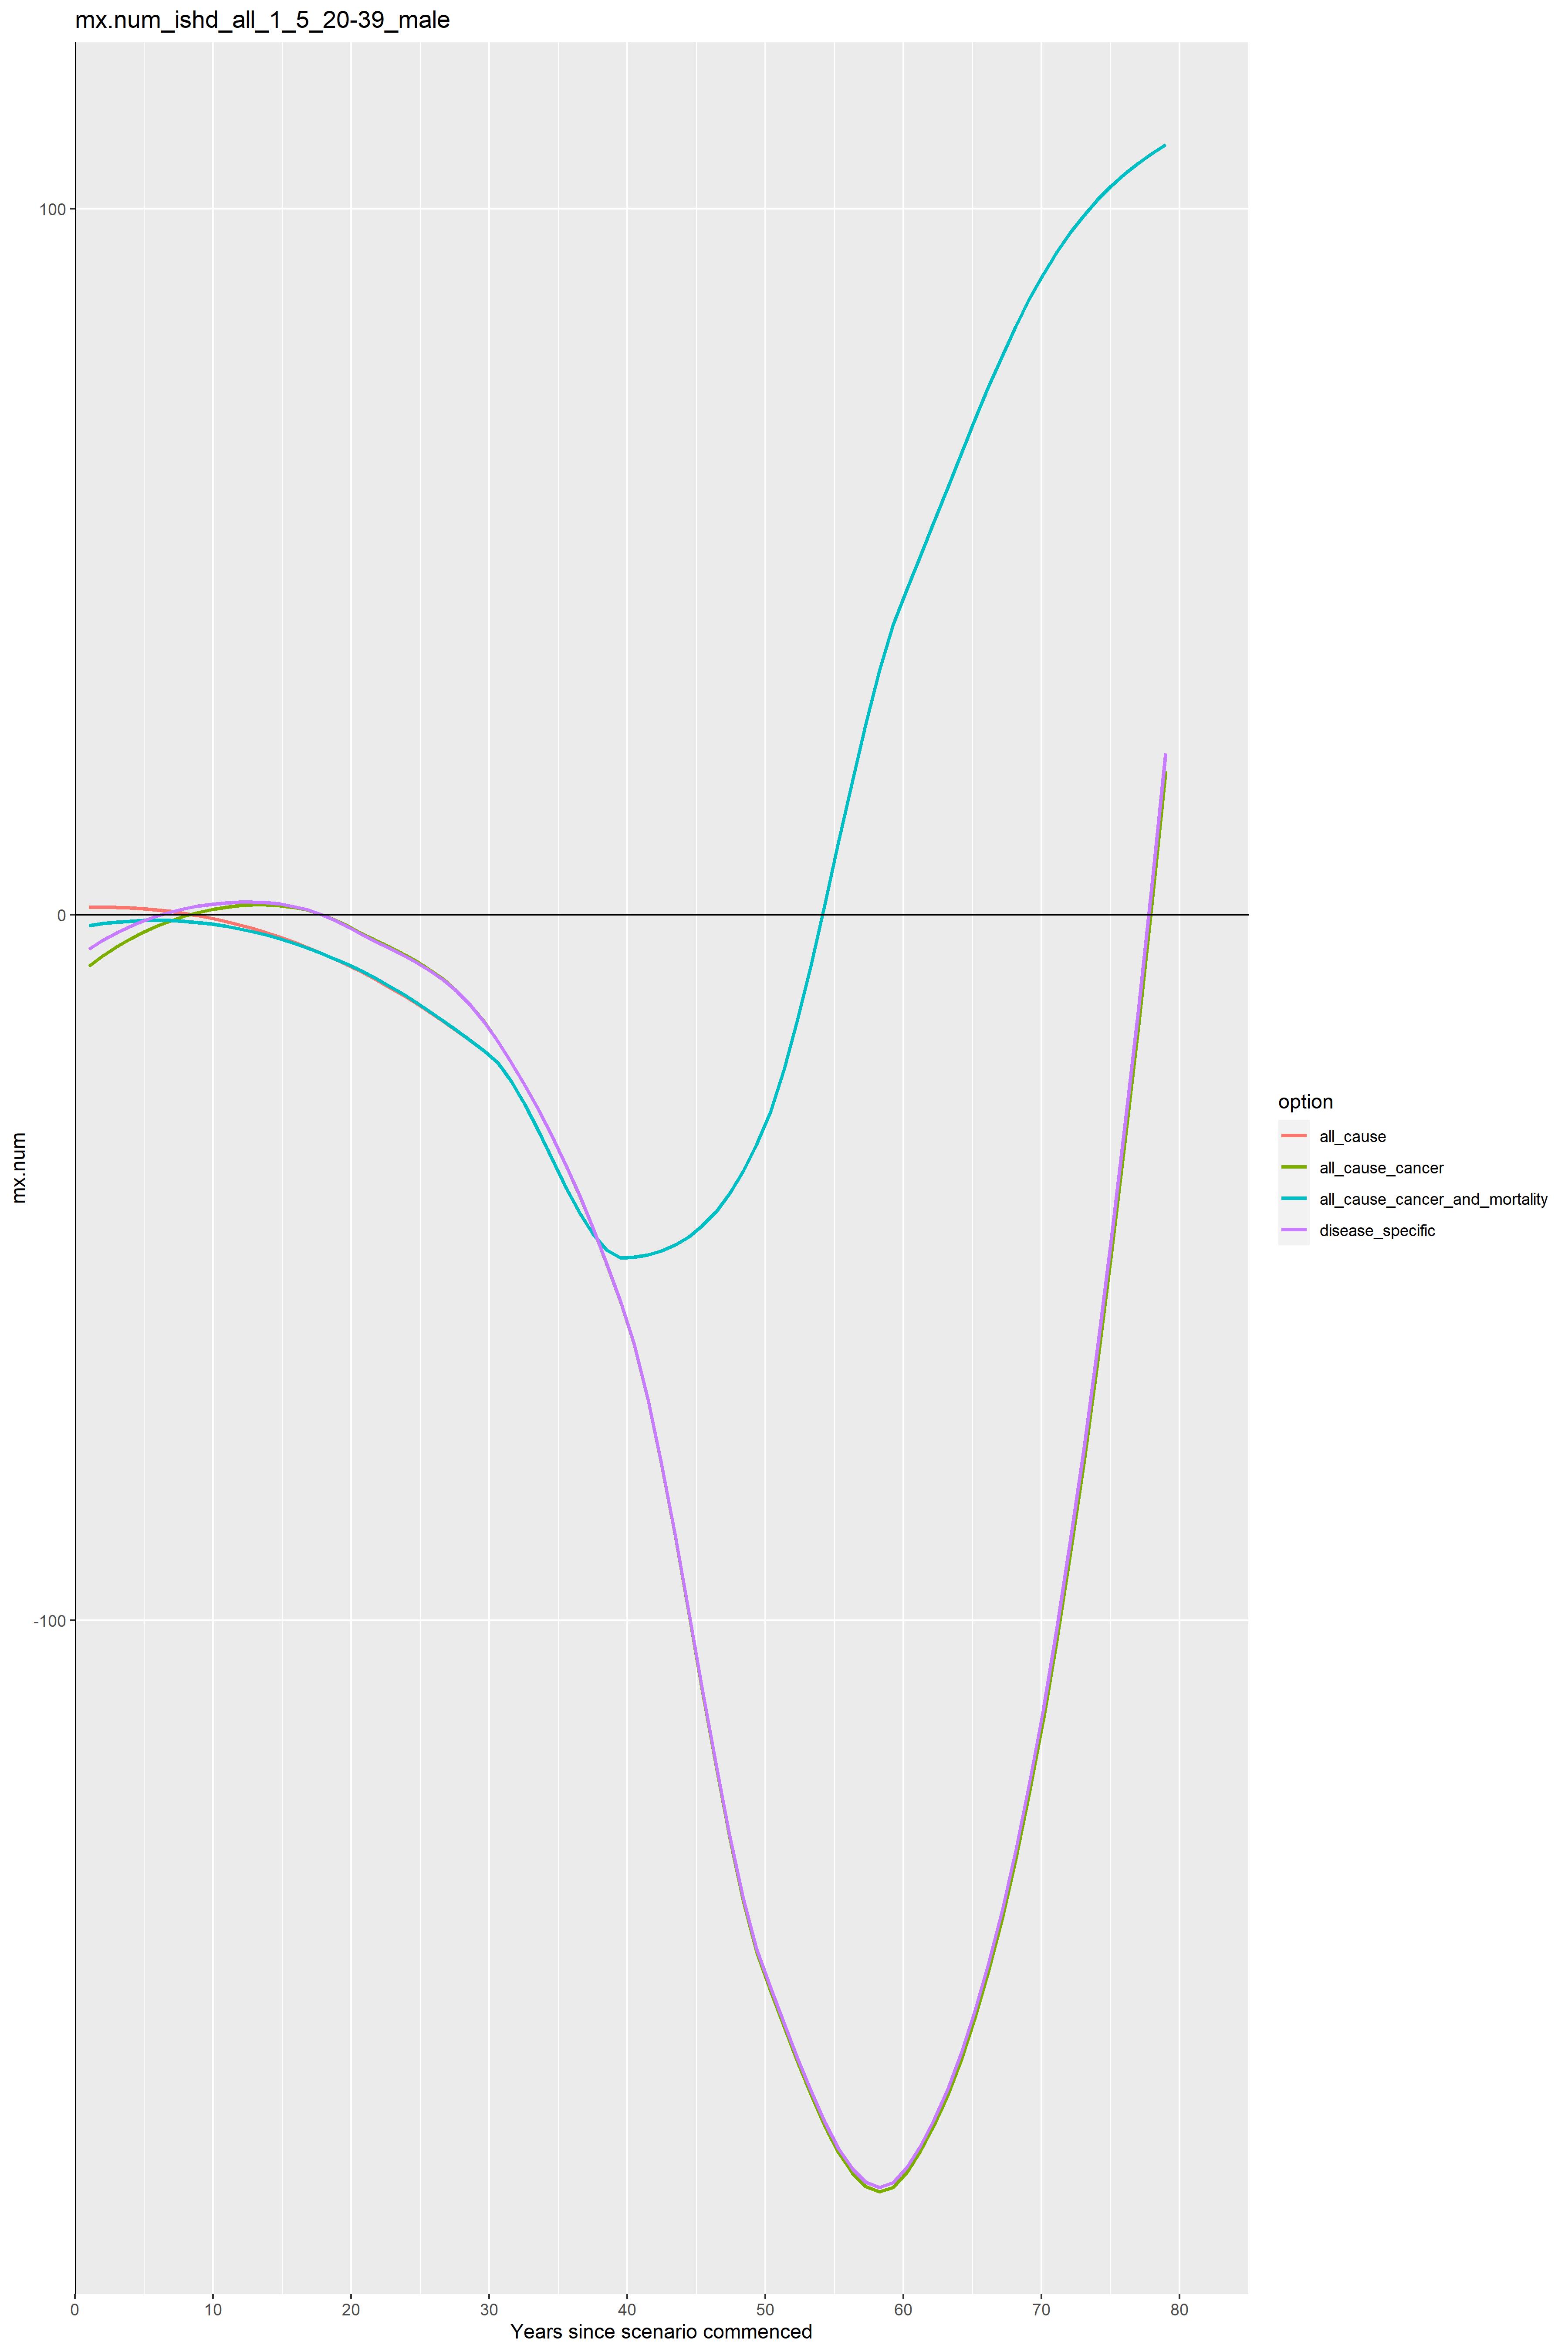 mx.num_ishd_all_1_5_20-39_male
100
0
-100
mx.num
0 10 20 30 40 50 60 70 80
Years since scenario commenced
option
all_cause
all_cause_cancer
all_cause_cancer_and_mortality
disease_specific